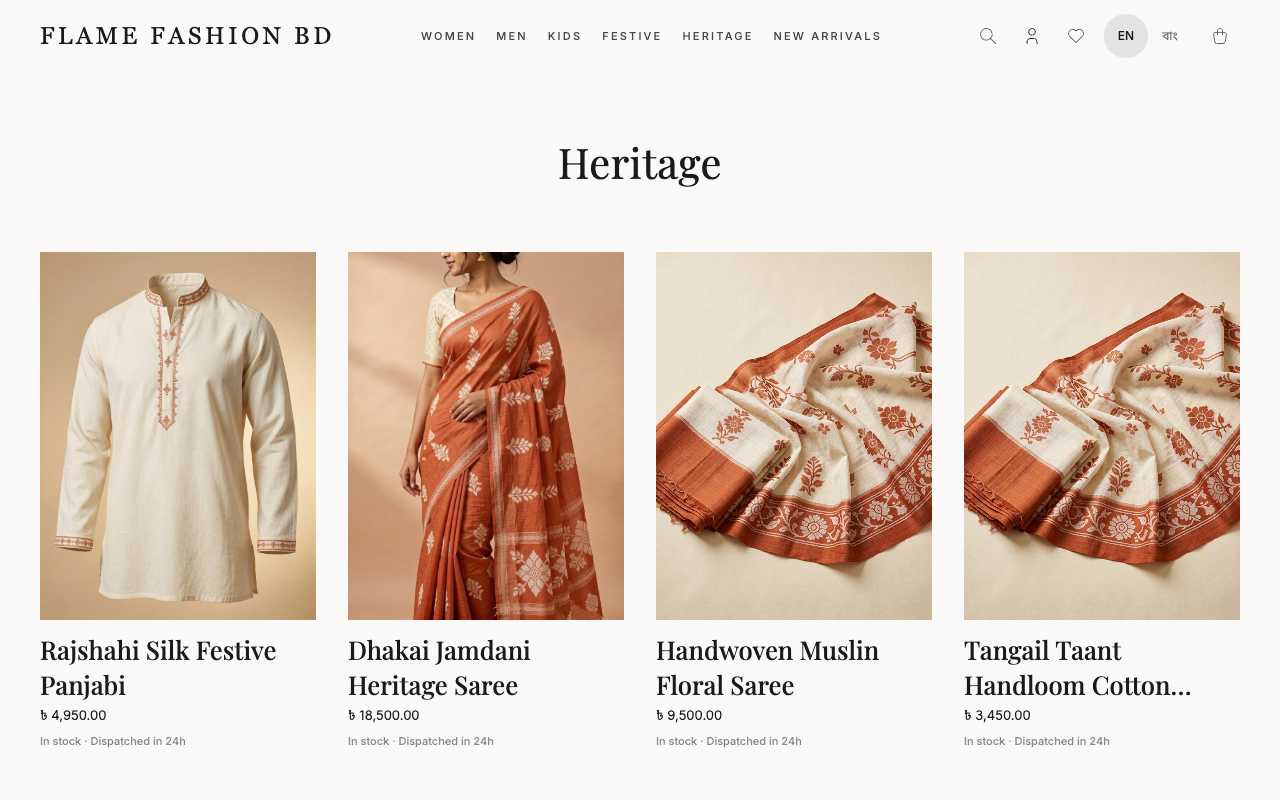 FLAME FASHION BD
WOMEN MEN KIDS FESTIVE HERITAGE NEW ARRIVALS
EN বাং
Heritage
Rajshahi Silk Festive
Panjabi
৳ 4,950.00
In stock · Dispatched in 24h
Dhakai Jamdani
Heritage Saree
৳ 18,500.00
In stock · Dispatched in 24h
Handwoven Muslin
Floral Saree
৳ 9,500.00
In stock · Dispatched in 24h
Tangail Taant
Handloom Cotton...
৳ 3,450.00
In stock · Dispatched in 24h